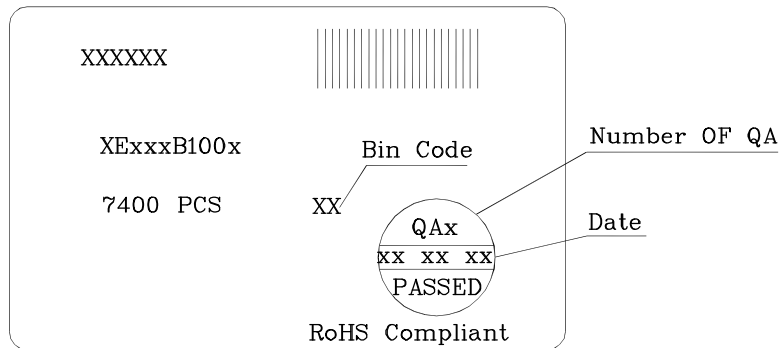 XXXXXX
XExxxB100x
Bin Code
Number OF QA
7400 PCS
XX
QAx
Date
xx xx xx
PASSED
RoHS Compliant